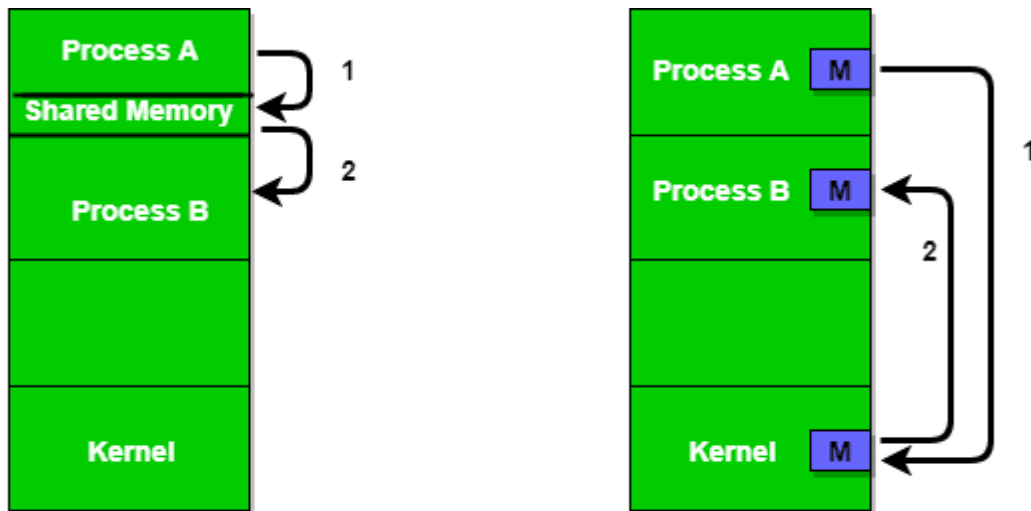 Process A
1
Shared Memory
2
Process B
Kernel
Process A M
1
Process B M
2
Kernel M